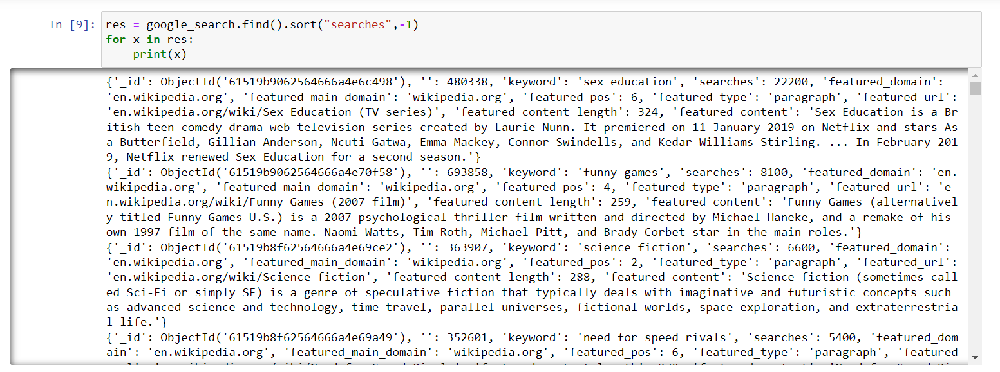 In [9]: res = google_search.find().sort("searches",-1)
for x in res:
    print(x)
{'_id': ObjectId('61519b9062564666a4e6c498'), '': 480338, 'keyword': 'sex education', 'searches': 22200, 'featured_domain':
'en.wikipedia.org', 'featured_main_domain': 'wikipedia.org', 'featured_pos': 6, 'featured_type': 'paragraph', 'featured_url':
'en.wikipedia.org/wiki/Sex_Education_(TV_series)', 'featured_content_length': 324, 'featured_content': 'Sex Education is a Br
itish teen comedy-drama web television series created by Laurie Nunn. It premiered on 11 January 2019 on Netflix and stars As
a Butterfield, Gillian Anderson, Ncuti Gatwa, Emma Mackey, Connor Swindells, and Kedar Williams-Stirling. ... In February 201
9, Netflix renewed Sex Education for a second season.'}
{'_id': ObjectId('61519b9062564666a4e70f58'), '': 693858, 'keyword': 'funny games', 'searches': 8100, 'featured_domain': 'en.
wikipedia.org', 'featured_main_domain': 'wikipedia.org', 'featured_pos': 4, 'featured_type': 'paragraph', 'featured_url': 'e
n.wikipedia.org/wiki/Funny_Games_(2007_film)', 'featured_content_length': 259, 'featured_content': 'Funny Games (alternativel
y titled Funny Games U.S.) is a 2007 psychological thriller film written and directed by Michael Haneke, and a remake of his
own 1997 film of the same name. Naomi Watts, Tim Roth, Michael Pitt, and Brady Corbet star in the main roles.'}
{'_id': ObjectId('61519b8f62564666a4e69ce2'), '': 363907, 'keyword': 'science fiction', 'searches': 6600, 'featured_domain':
'en.wikipedia.org', 'featured_main_domain': 'wikipedia.org', 'featured_pos': 2, 'featured_type': 'paragraph', 'featured_url':
'en.wikipedia.org/wiki/Science_fiction', 'featured_content_length': 288, 'featured_content': 'Science fiction (sometimes call
ed Sci-Fi or simply SF) is a genre of speculative fiction that typically deals with imaginative and futuristic concepts such
as advanced science and technology, time travel, parallel universes, fictional worlds, space exploration, and extraterrestria
l life.'}
{'_id': ObjectId('61519b8f62564666a4e69a49'), '': 352601, 'keyword': 'need for speed rivals', 'searches': 5400, 'featured_dom
ain': 'en.wikipedia.org', 'featured_main_domain': 'wikipedia.org', 'featured_pos': 6, 'featured_type': 'paragraph', 'featured